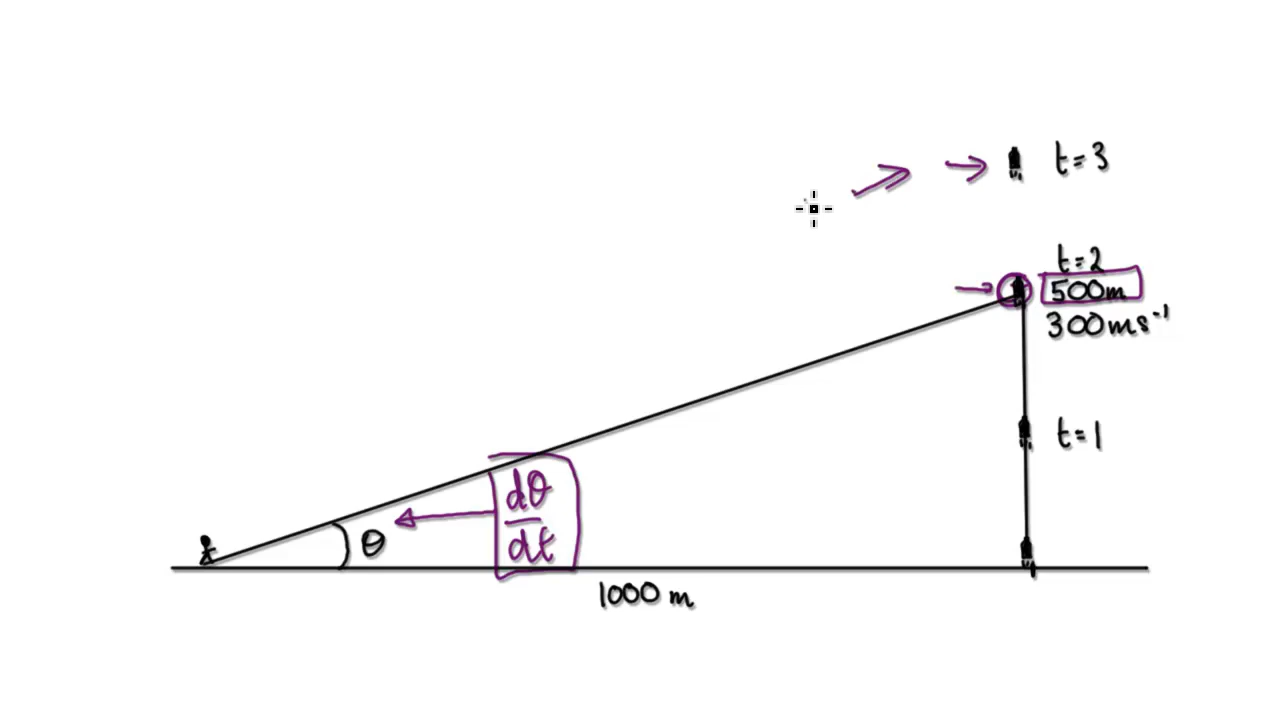 t=3
t=2
500m
300ms⁻¹
t=1
dθ
dt
θ
1000 m